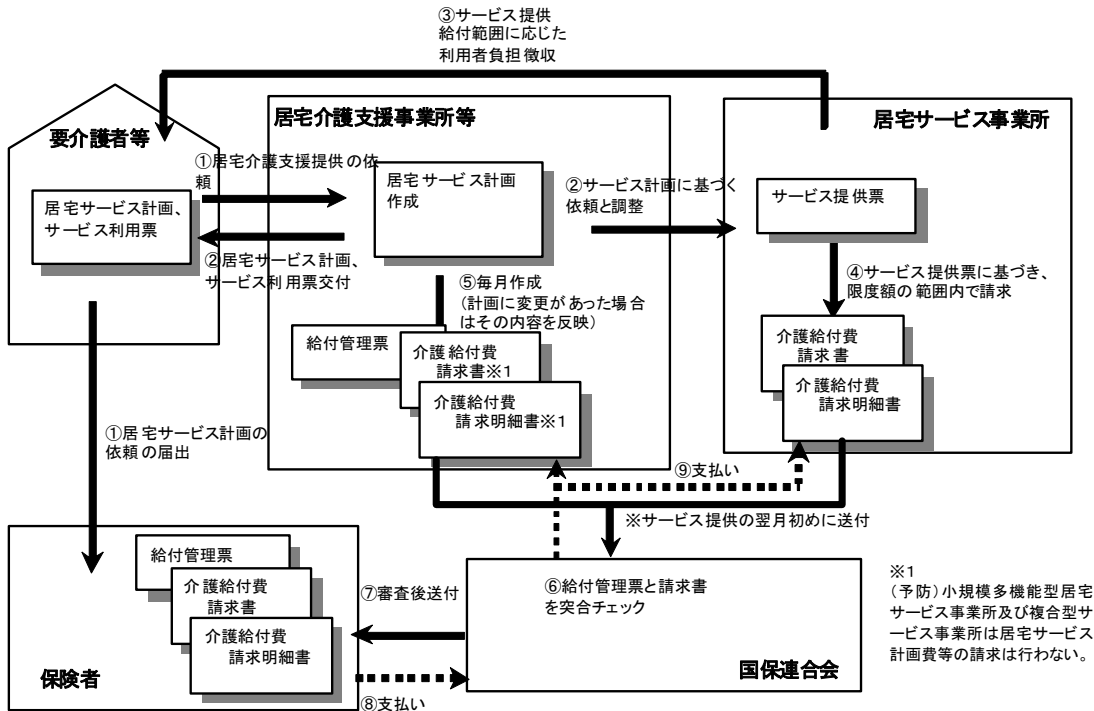 ③サービス提供
給付範囲に応じた
利用者負担徴収
要介護者等
居宅介護支援事業所等
居宅サービス事業所
①居宅介護支援提供の依
頼
居宅サービス計画、
サービス利用票
居宅サービス計画
作成
②サービス計画に基づく
依頼と調整
サービス提供票
②居宅サービス計画、
サービス利用票交付
⑤毎月作成
(計画に変更があった場合
はその内容を反映)
④サービス提供票に基づき、
限度額の範囲内で請求
給付管理票
介護給付費
請求書※1
介護給付費
請求明細書※1
介護給付費
請求書
介護給付費
請求明細書
①居宅サービス計画の
依頼の届出
⑨支払い
※サービス提供の翌月初めに送付
給付管理票
介護給付費
請求書
介護給付費
請求明細書
保険者
⑦審査後送付
⑧支払い
⑥給付管理票と請求書
を突合チェック
国保連合会
※1
(予防)小規模多機能型居宅
サービス事業所及び複合型サ
ービス事業所は居宅サービス
計画費等の請求は行わない。